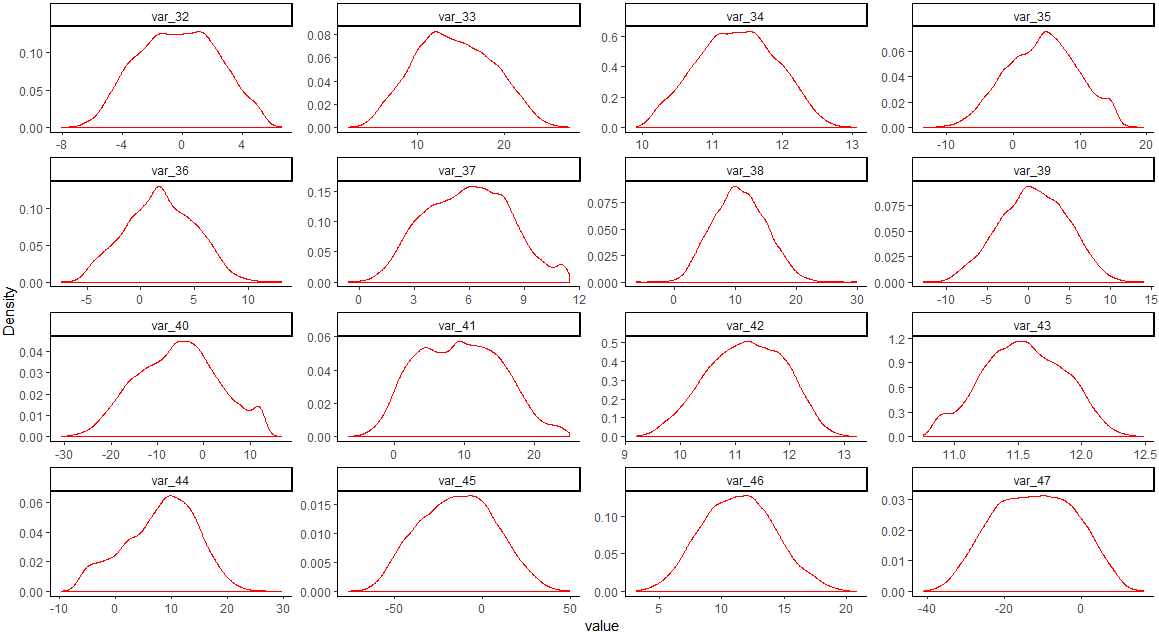 var_32 var_33 var_34 var_35
0.10 0.05 0.00
0.08 0.06 0.04 0.02 0.00
0.6 0.4 0.2 0
0.06 0.04 0.02 0.00
-8 -4 0 4
10 20
10 11 12 13
-10 0 10 20
var_36 var_37 var_38 var_39
0.10 0.05 0.00
0.15 0.10 0.05 0.00
0.075 0.050 0.025 0.000
0.075 0.050 0.025 0.000
-5 0 5 10
0 3 6 9 12
0 10 20 30
-10 -5 0 5 10 14
Density
var_40 var_41 var_42 var_43
0.04 0.03 0.02 0.01 0.00
0.06 0.04 0.02 0.00
0.5 0.4 0.3 0.2 0.1 0.0
1.2 0.9 0.6 0.3 0.0
-30 -20 -10 0 10
0 10 20
9 10 11 12 13
11.0 11.5 12.0 12.5
var_44 var_45 var_46 var_47
0.06 0.04 0.02 0.00
0.015 0.010 0.005 0.000
0.10 0.05 0.00
0.03 0.02 0.01 0.00
-10 0 10 20 30
-50 0 50
5 10 15 20
-40 -20 0
value